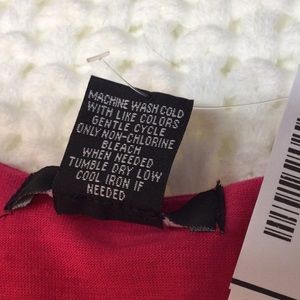 MACHINE WASH COLD
WITH LIKE COLORS
GENTLE CYCLE
ONLY NON-CHLORINE
BLEACH
WHEN NEEDED
TUMBLE DRY LOW
COOL IRON IF
NEEDED